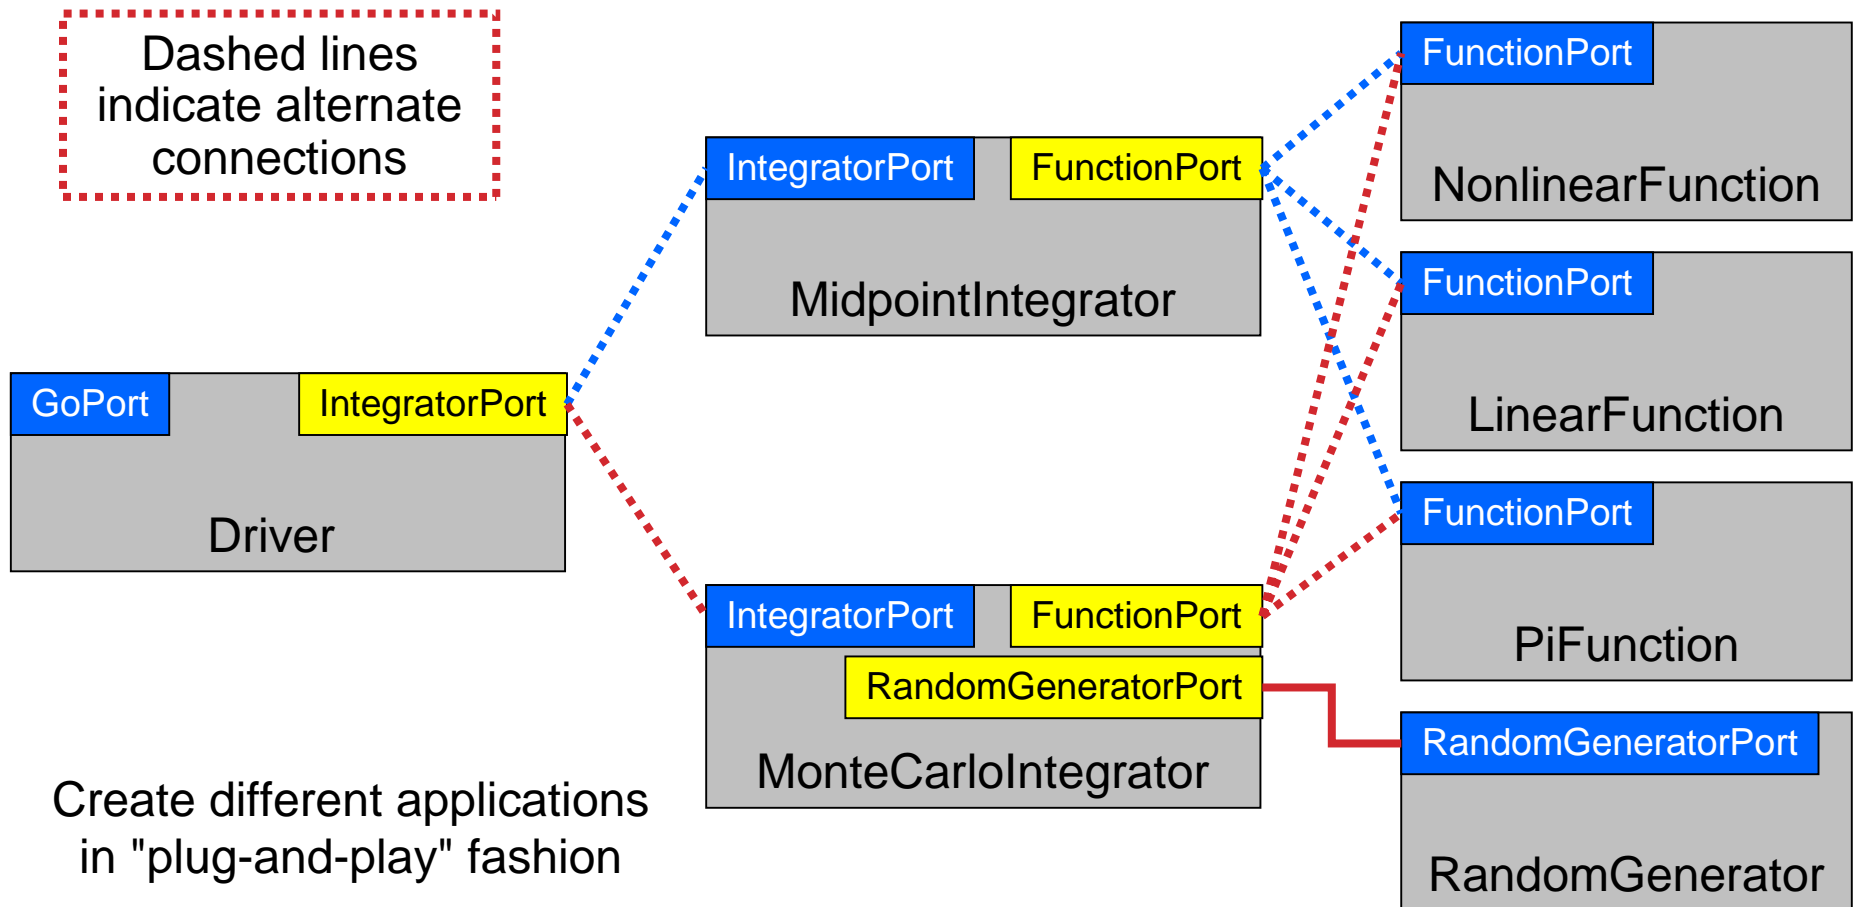 Dashed lines
indicate alternate
connections
GoPort
IntegratorPort
Driver
IntegratorPort
FunctionPort
MidpointIntegrator
IntegratorPort
FunctionPort
RandomGeneratorPort
MonteCarloIntegrator
FunctionPort
NonlinearFunction
FunctionPort
LinearFunction
FunctionPort
PiFunction
RandomGeneratorPort
RandomGenerator
Create different applications
in "plug-and-play" fashion